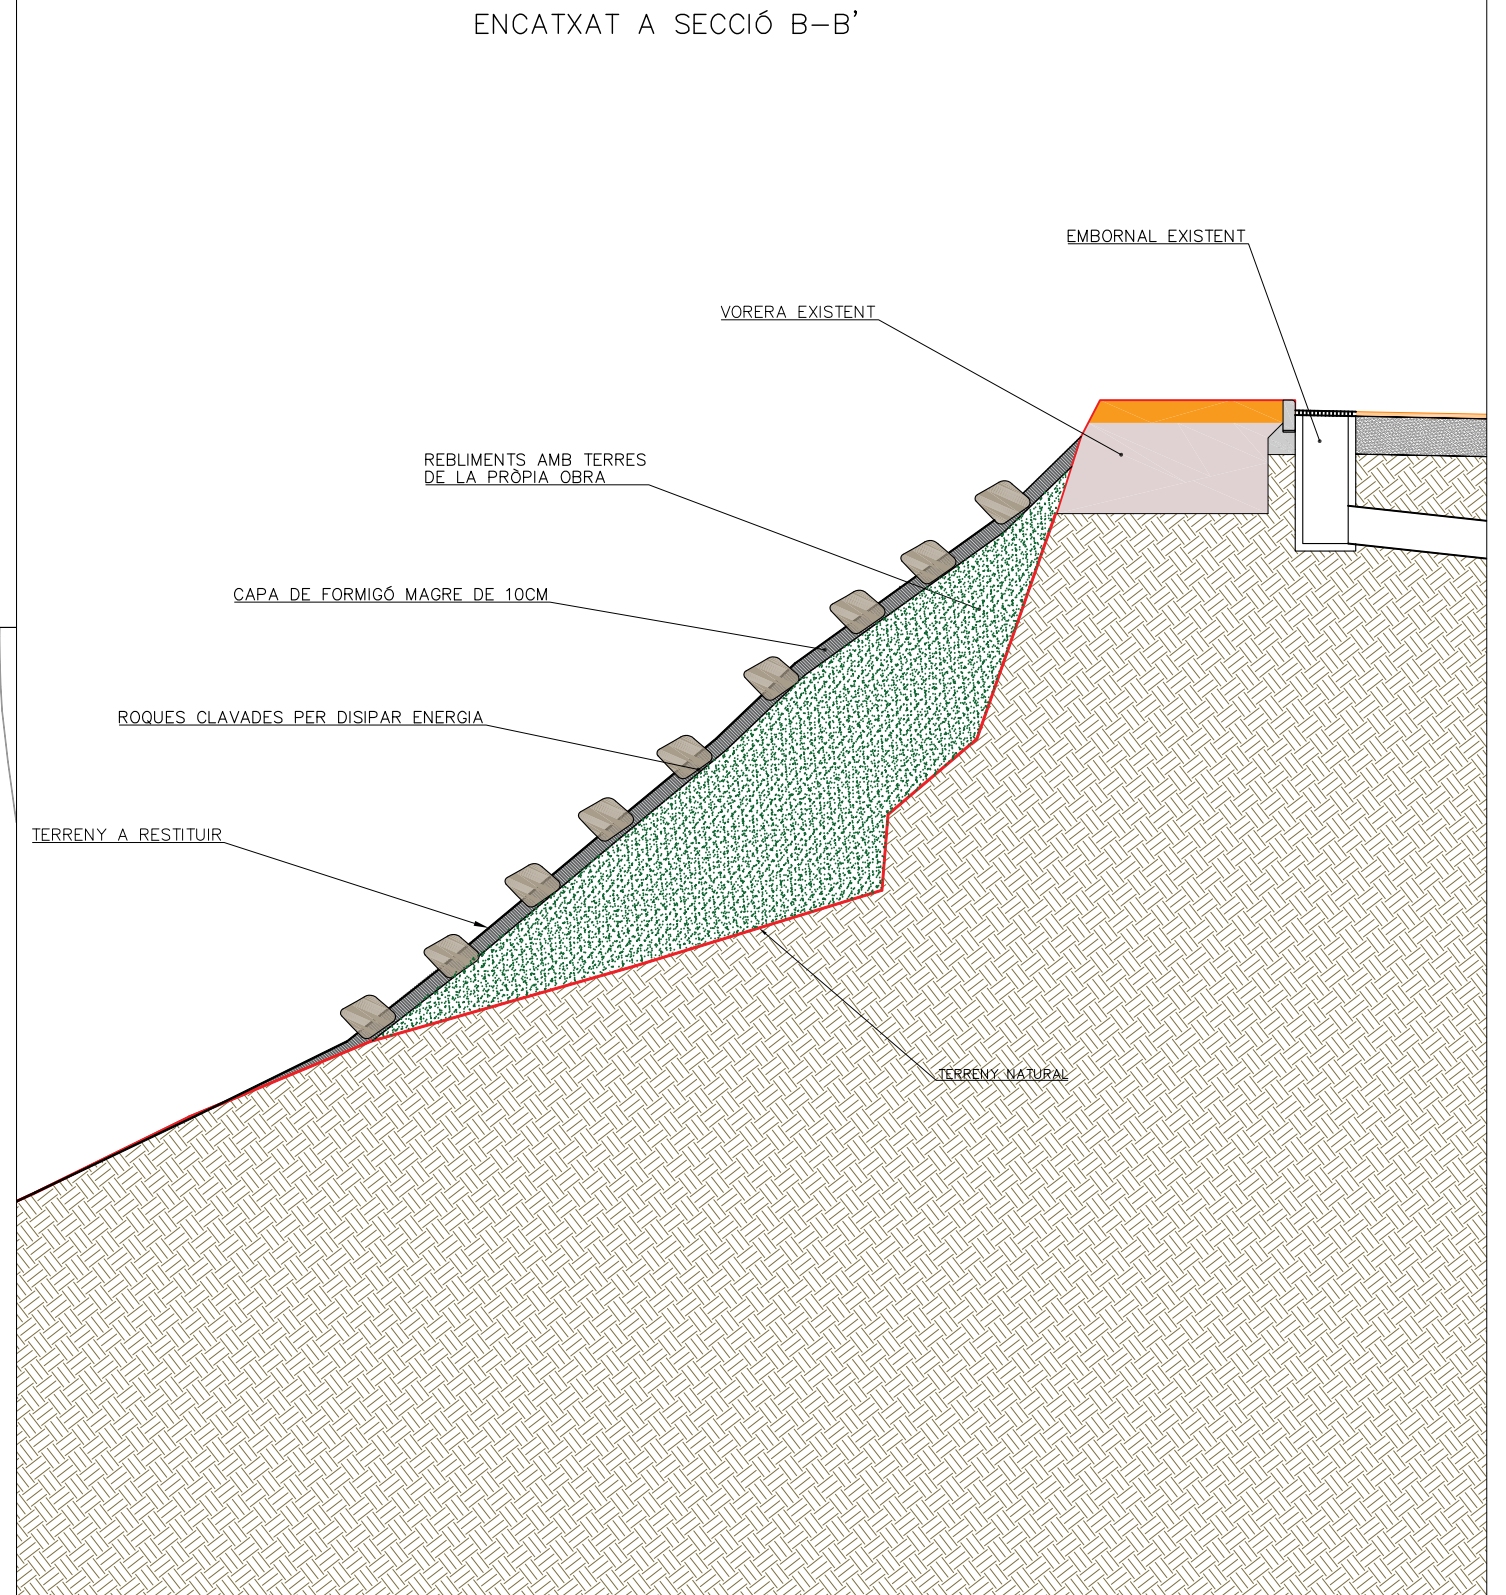 ENCATXAT A SECCIÓ B-B'
EMBORNAL EXISTENT
VORERA EXISTENT
REBLIMENTS AMB TERRES
DE LA PRÒPIA OBRA
CAPA DE FORMIGÓ MAGRE DE 10CM
ROQUES CLAVADES PER DISIPAR ENERGIA
TERRENY A RESTITUIR
TERRENY NATURAL